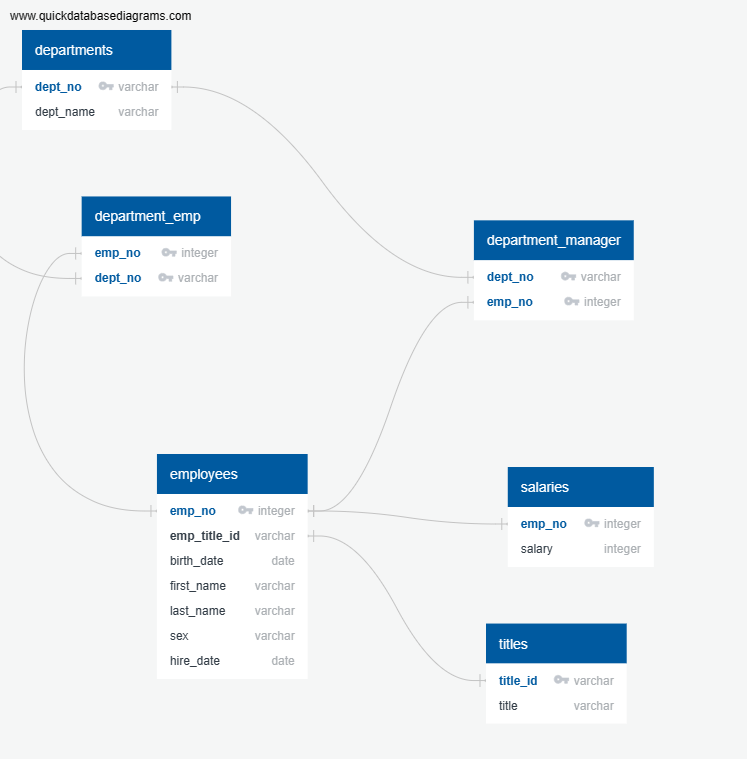 www.quickdatabasediagrams.com
departments
dept_no varchar
dept_name varchar
department_emp
emp_no integer
dept_no varchar
department_manager
dept_no varchar
emp_no integer
employees
emp_no integer
emp_title_id varchar
birth_date date
first_name varchar
last_name varchar
sex varchar
hire_date date
salaries
emp_no integer
salary integer
titles
title_id varchar
title varchar